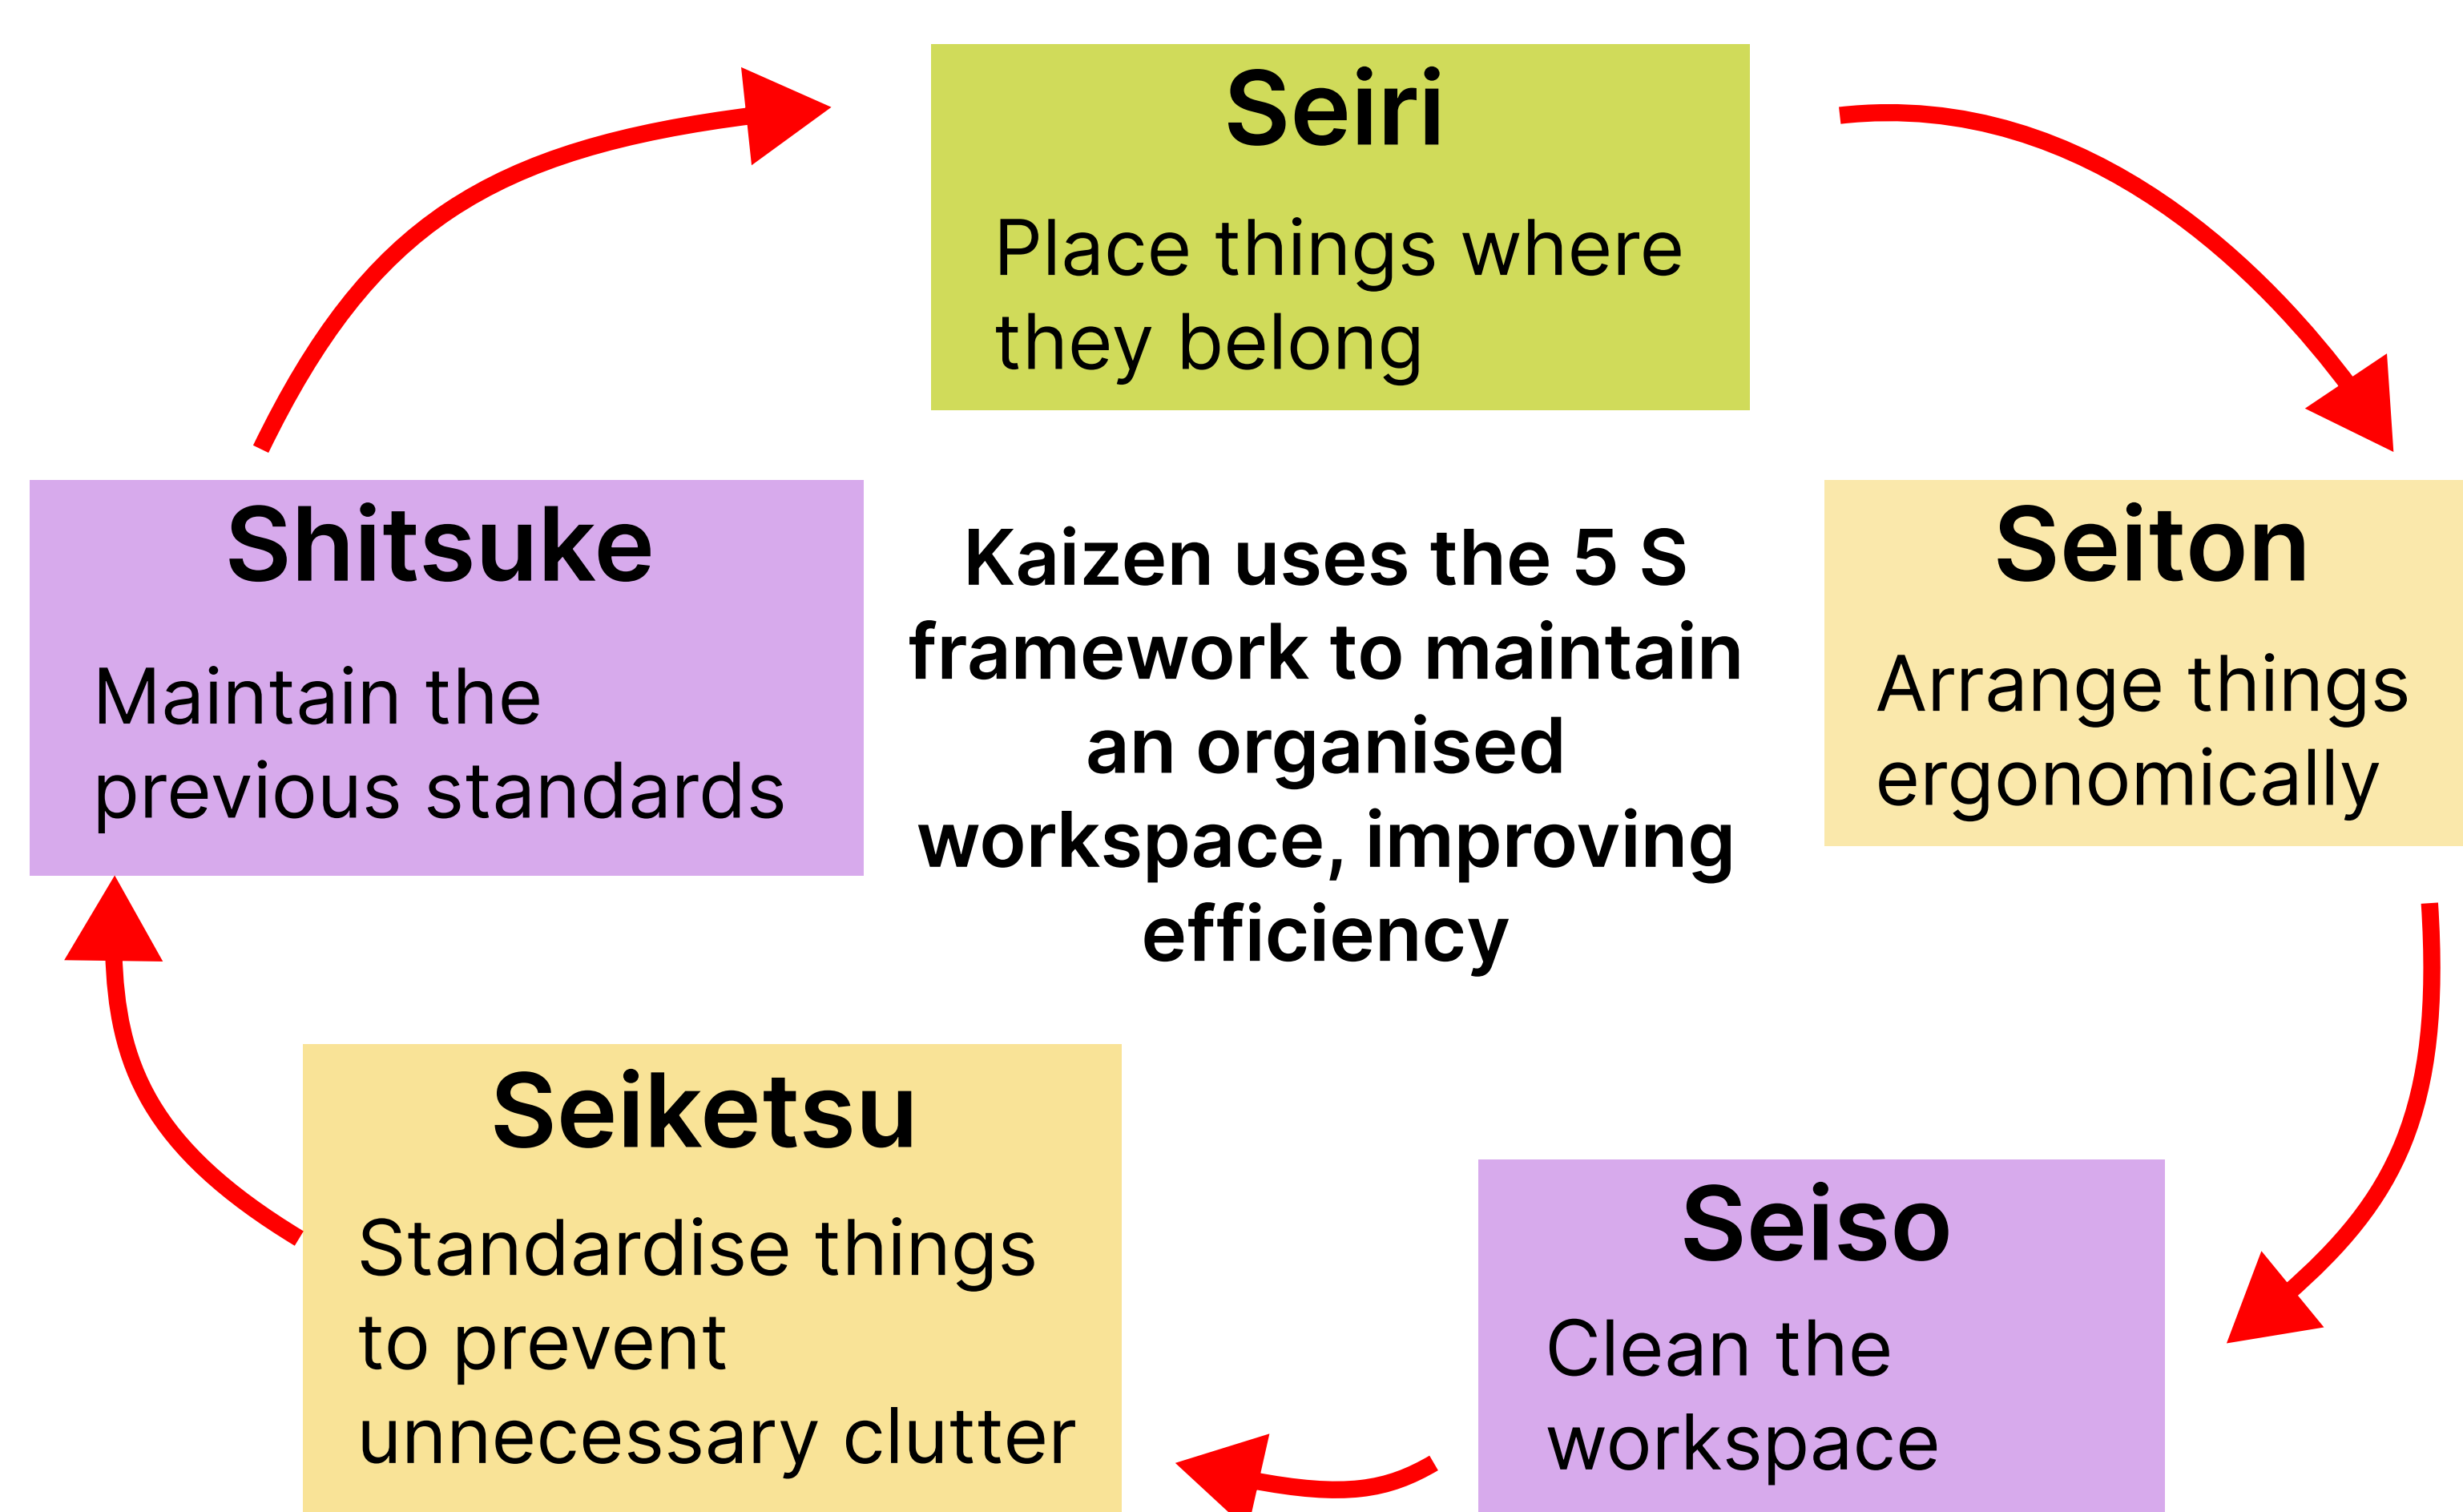 Seiri
Place things where
they belong
Shitsuke
Maintain the
previous standards
Kaizen uses the 5 S
framework to maintain
an organised
workspace, improving
efficiency
Seiton
Arrange things
ergonomically
Seiketsu
Standardise things
to prevent
unnecessary clutter
Seiso
Clean the
workspace